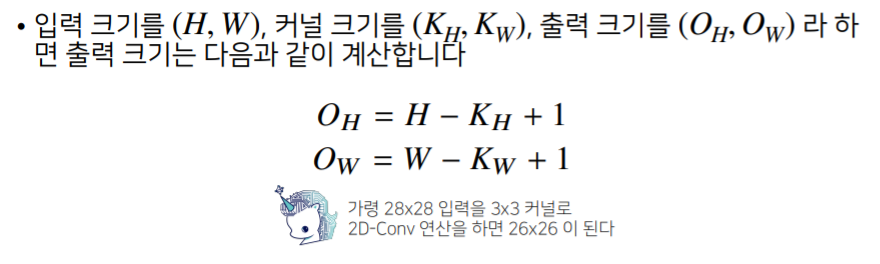 • 입력 크기를 (H, W), 커널 크기를 (K_H, K_W), 출력 크기를 (O_H, O_W) 라 하
면 출력 크기는 다음과 같이 계산합니다
O_H = H − K_H + 1
O_W = W − K_W + 1
가령 28x28 입력을 3x3 커널로
2D-Conv 연산을 하면 26x26 이 된다